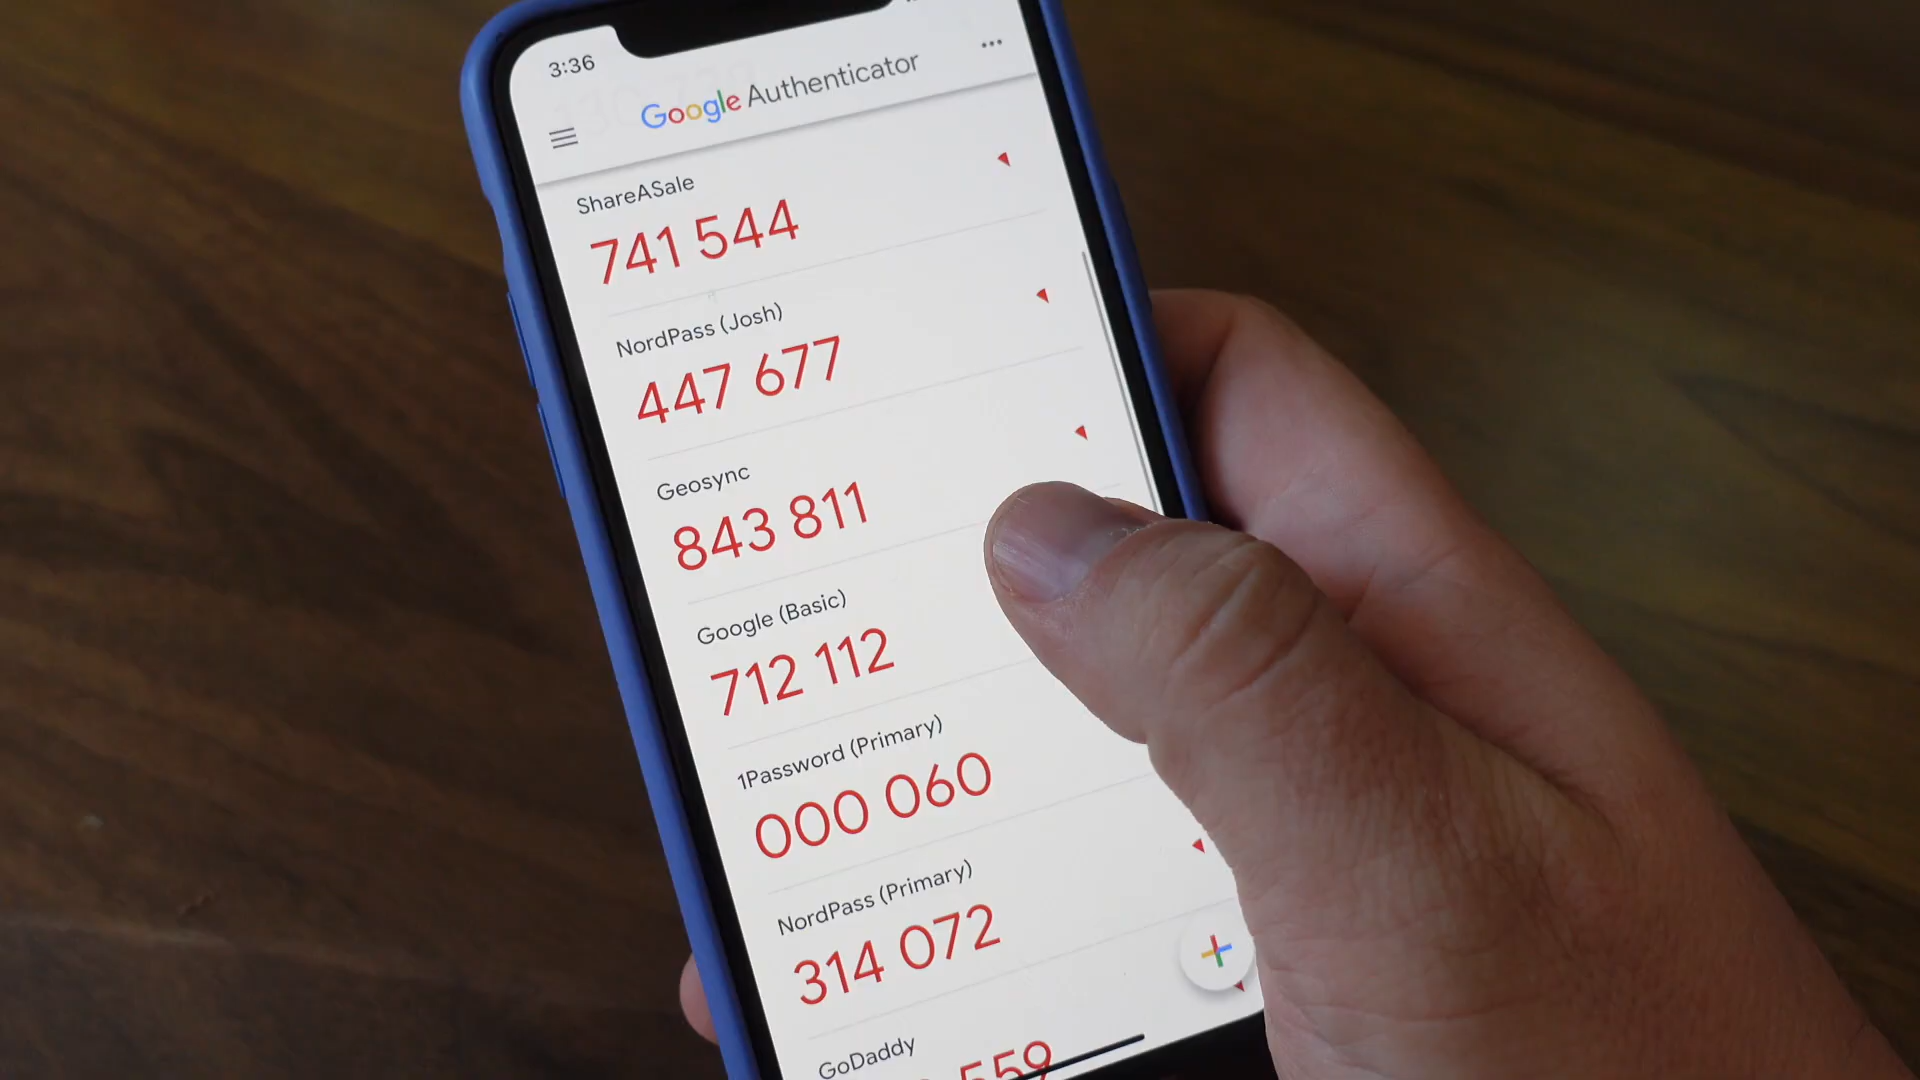 3:36
Google Authenticator
ShareASale
741 544
NordPass (Josh)
447 677
Geosync
843 811
Google (Basic)
712 112
1Password (Primary)
000 060
NordPass (Primary)
314 072
GoDaddy
559